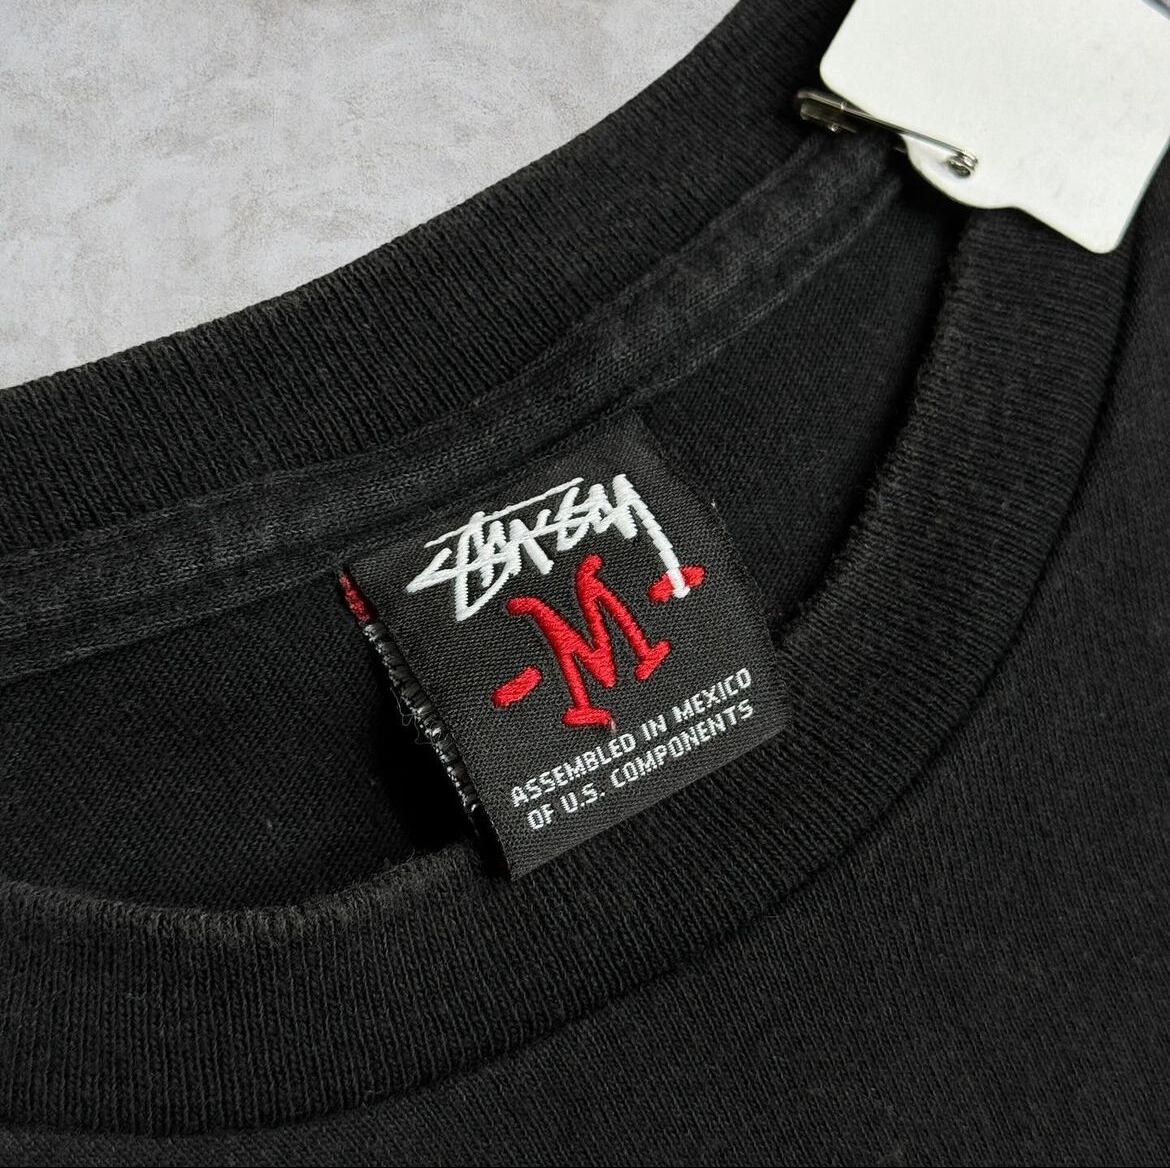 STÜSSY
-M-
ASSEMBLED IN MEXICO
OF U.S. COMPONENTS